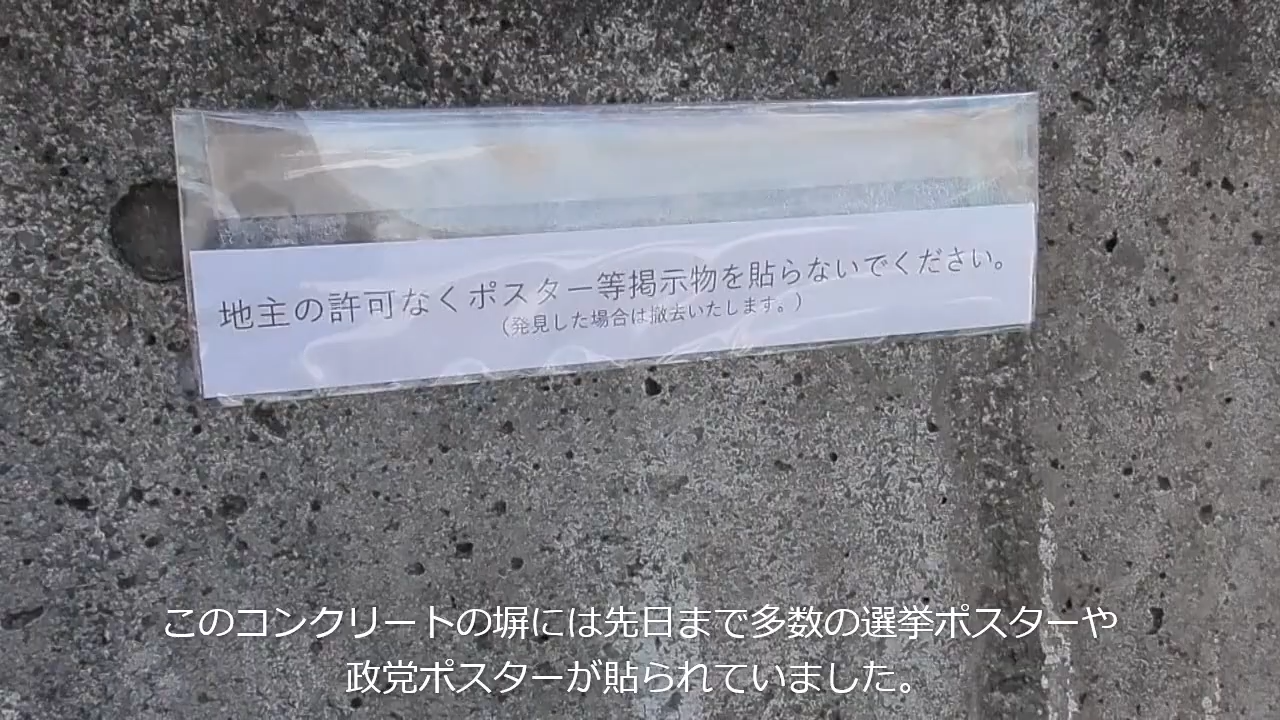 地主の許可なくポスター等掲示物を貼らないでください。
（発見した場合は撤去いたします。）
このコンクリートの塀には先日まで多数の選挙ポスターや
政党ポスターが貼られていました。